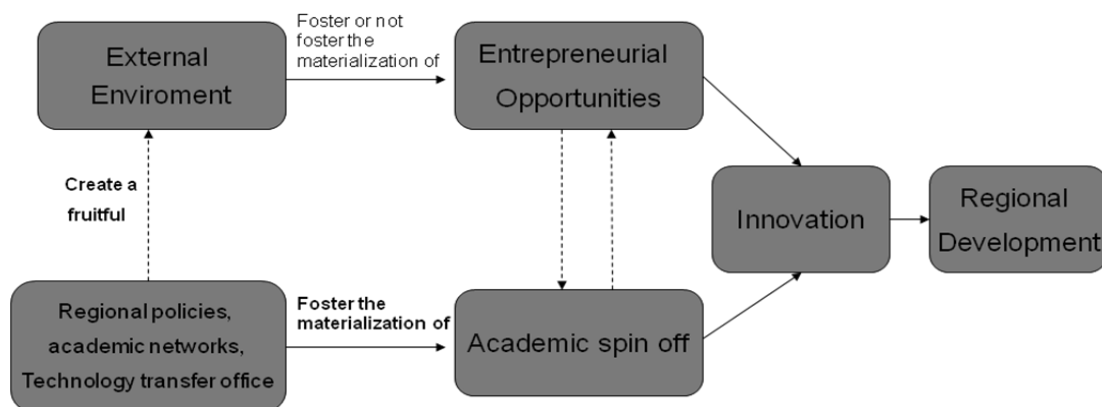 External
Enviroment
Foster or not
foster the
materialization of
Entrepreneurial
Opportunities
Create a
fruitful
Innovation
Regional
Development
Regional policies,
academic networks,
Technology transfer office
Foster the
materialization of
Academic spin off